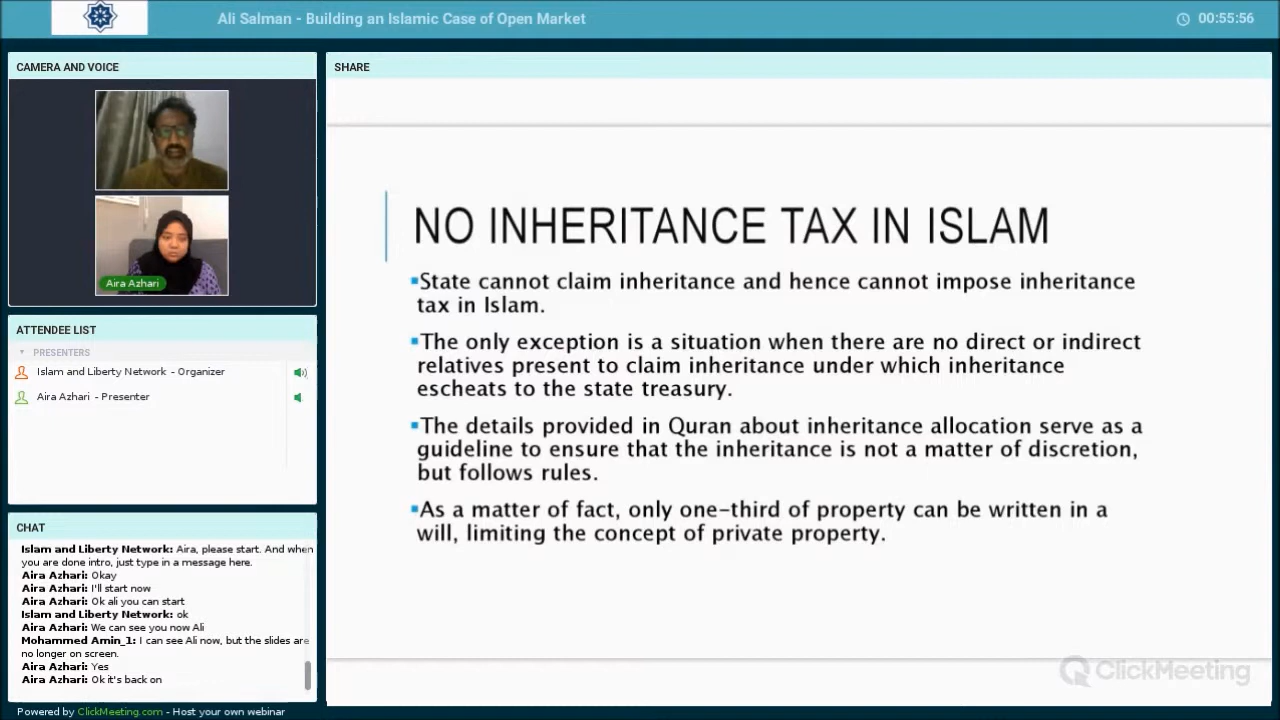 Ali Salman - Building an Islamic Case of Open Market
00:55:56
CAMERA AND VOICE
Aira Azhari
ATTENDEE LIST
PRESENTERS
Islam and Liberty Network - Organizer
Aira Azhari - Presenter
CHAT
Islam and Liberty Network: Aira, please start. And when
you are done intro, just type in a message here.
Aira Azhari: Okay
Aira Azhari: I'll start now
Aira Azhari: Ok ali you can start
Islam and Liberty Network: ok
Aira Azhari: We can see you now Ali
Mohammed Amin_1: I can see Ali now, but the slides are
no longer on screen.
Aira Azhari: Yes
Aira Azhari: Ok it's back on
Powered by ClickMeeting.com - Host your own webinar
SHARE
NO INHERITANCE TAX IN ISLAM
▪State cannot claim inheritance and hence cannot impose inheritance
tax in Islam.
▪The only exception is a situation when there are no direct or indirect
relatives present to claim inheritance under which inheritance
escheats to the state treasury.
▪The details provided in Quran about inheritance allocation serve as a
guideline to ensure that the inheritance is not a matter of discretion,
but follows rules.
▪As a matter of fact, only one-third of property can be written in a
will, limiting the concept of private property.
ClickMeeting